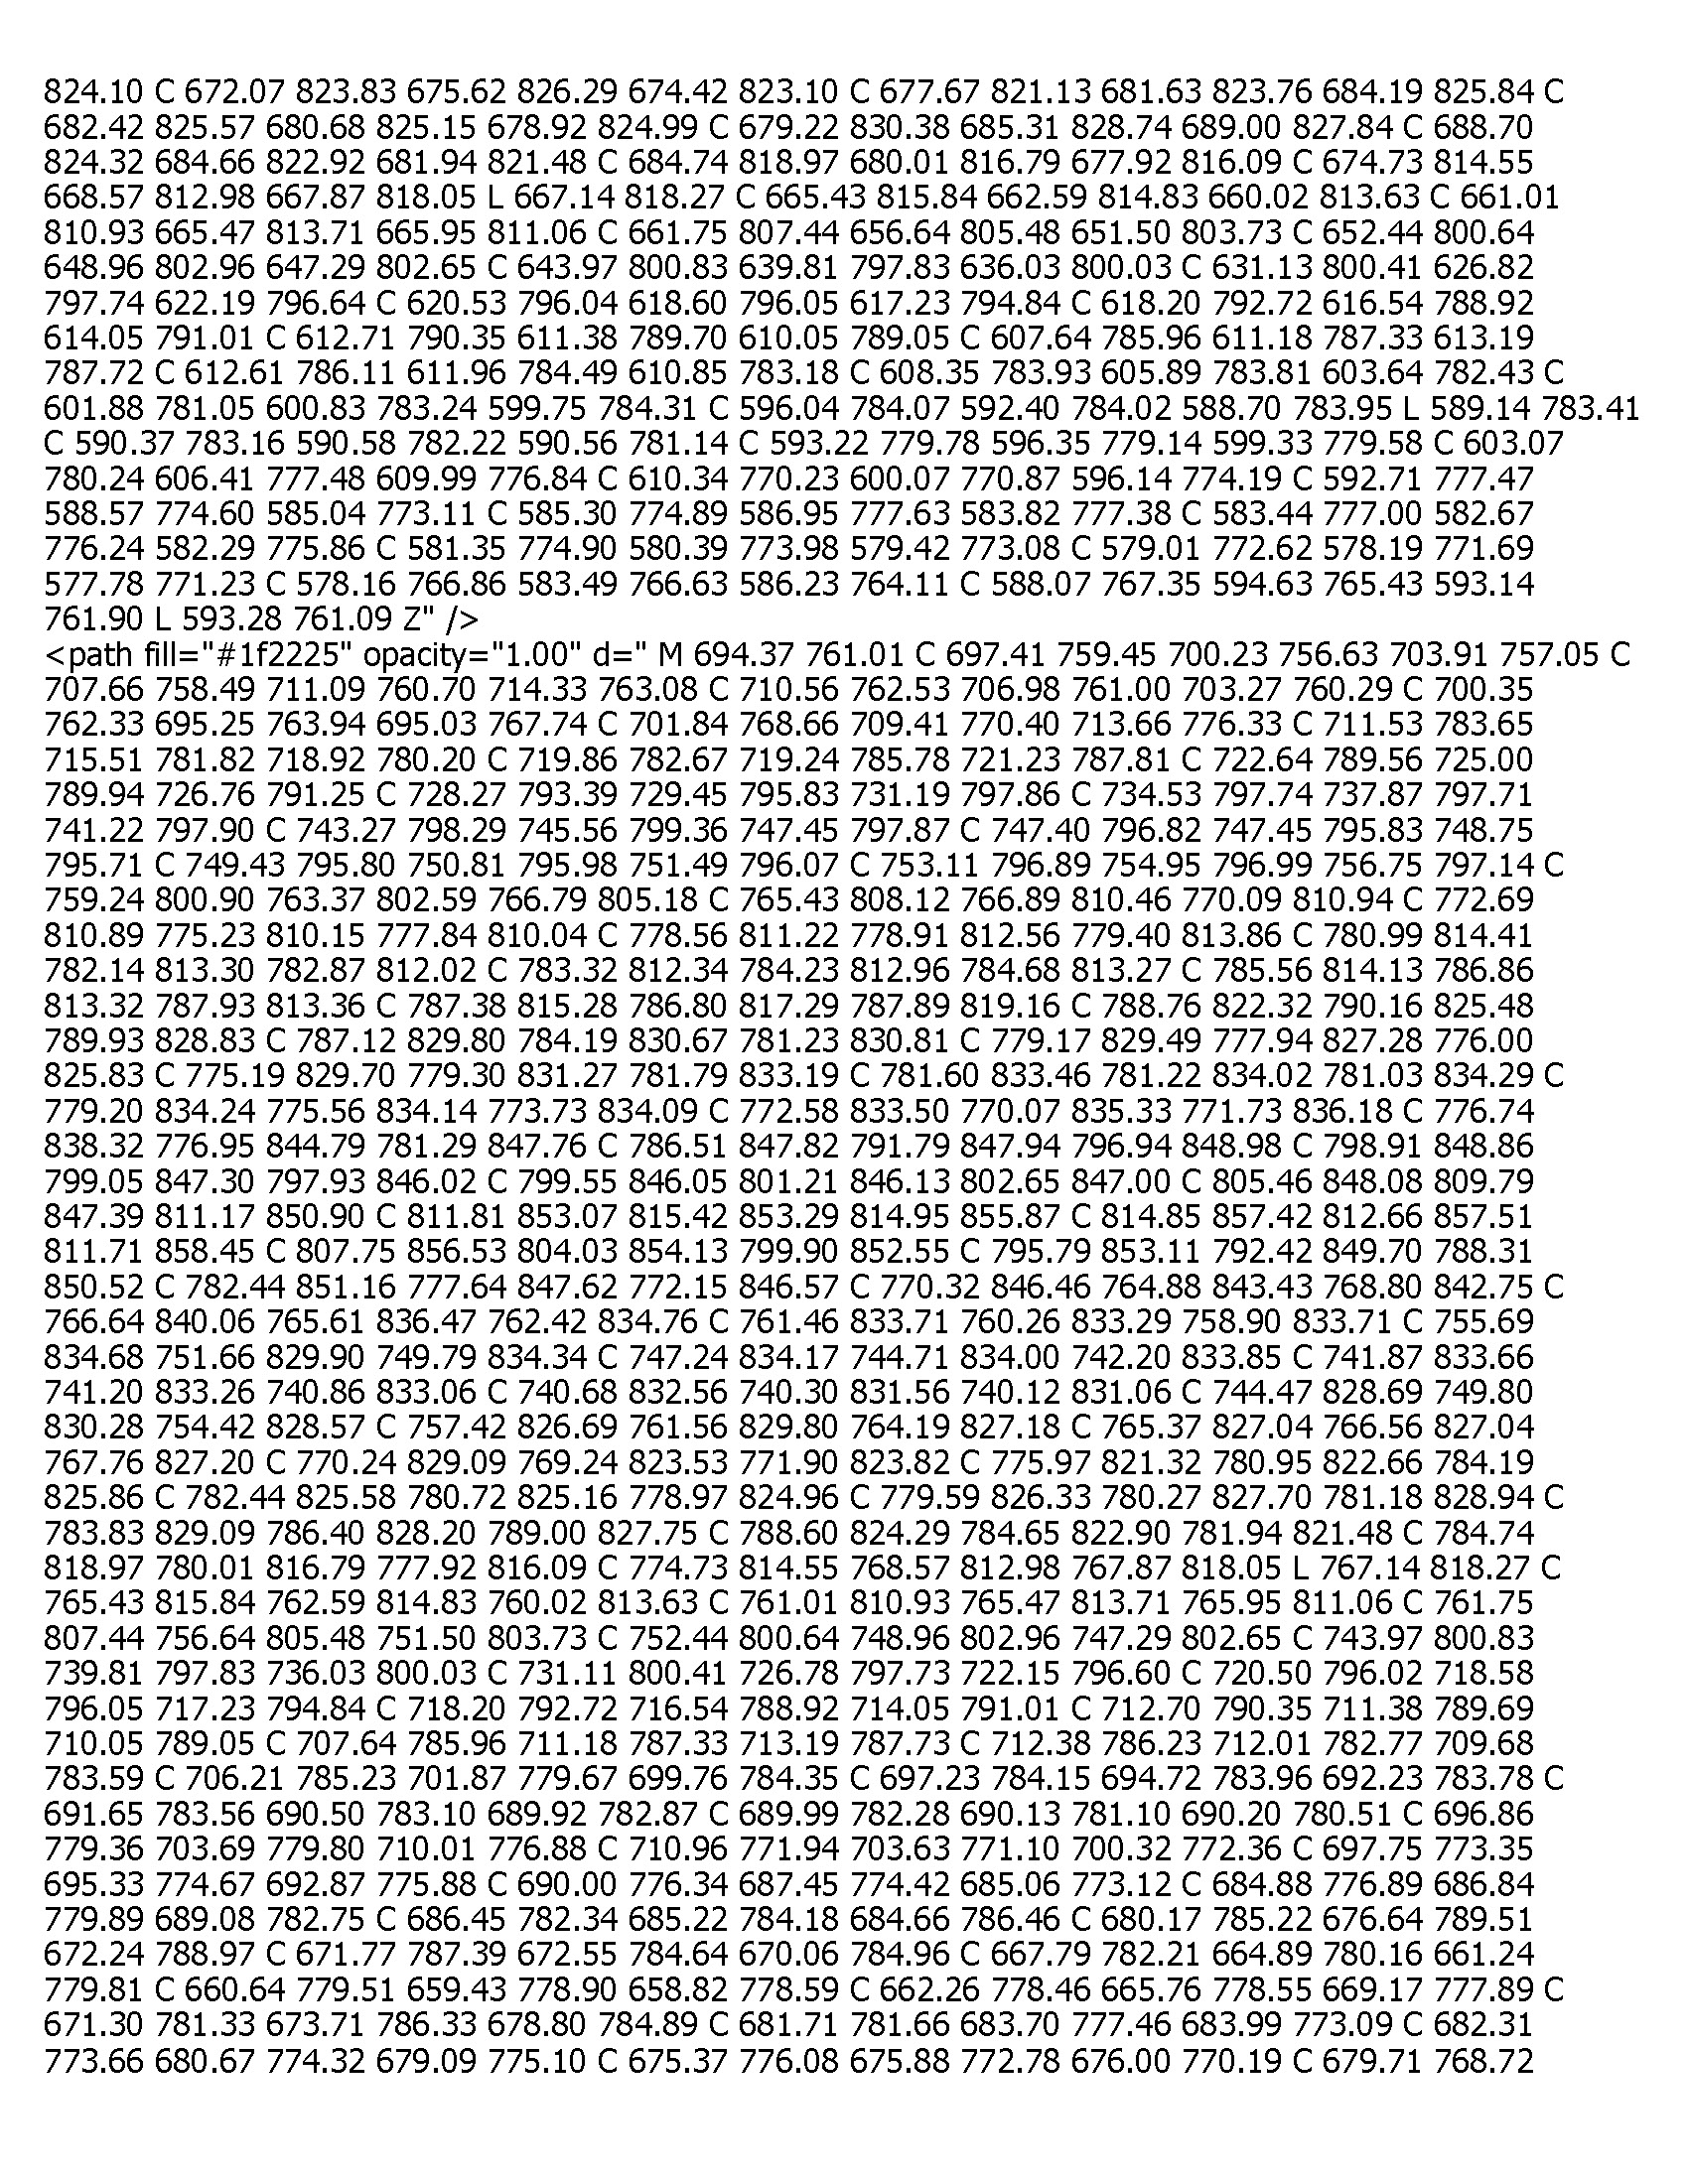 824.10 C 672.07 823.83 675.62 826.29 674.42 823.10 C 677.67 821.13 681.63 823.76 684.19 825.84 C
682.42 825.57 680.68 825.15 678.92 824.99 C 679.22 830.38 685.31 828.74 689.00 827.84 C 688.70
824.32 684.66 822.92 681.94 821.48 C 684.74 818.97 680.01 816.79 677.92 816.09 C 674.73 814.55
668.57 812.98 667.87 818.05 L 667.14 818.27 C 665.43 815.84 662.59 814.83 660.02 813.63 C 661.01
810.93 665.47 813.71 665.95 811.06 C 661.75 807.44 656.64 805.48 651.50 803.73 C 652.44 800.64
648.96 802.96 647.29 802.65 C 643.97 800.83 639.81 797.83 636.03 800.03 C 631.13 800.41 626.82
797.74 622.19 796.64 C 620.53 796.04 618.60 796.05 617.23 794.84 C 618.20 792.72 616.54 788.92
614.05 791.01 C 612.71 790.35 611.38 789.70 610.05 789.05 C 607.64 785.96 611.18 787.33 613.19
787.72 C 612.61 786.11 611.96 784.49 610.85 783.18 C 608.35 783.93 605.89 783.81 603.64 782.43 C
601.88 781.05 600.83 783.24 599.75 784.31 C 596.04 784.07 592.40 784.02 588.70 783.95 L 589.14 783.41
C 590.37 783.16 590.58 782.22 590.56 781.14 C 593.22 779.78 596.35 779.14 599.33 779.58 C 603.07
780.24 606.41 777.48 609.99 776.84 C 610.34 770.23 600.07 770.87 596.14 774.19 C 592.71 777.47
588.57 774.60 585.04 773.11 C 585.30 774.89 586.95 777.63 583.82 777.38 C 583.44 777.00 582.67
776.24 582.29 775.86 C 581.35 774.90 580.39 773.98 579.42 773.08 C 579.01 772.62 578.19 771.69
577.78 771.23 C 578.16 766.86 583.49 766.63 586.23 764.11 C 588.07 767.35 594.63 765.43 593.14
761.90 L 593.28 761.09 Z" />
<path fill="#1f2225" opacity="1.00" d=" M 694.37 761.01 C 697.41 759.45 700.23 756.63 703.91 757.05 C
707.66 758.49 711.09 760.70 714.33 763.08 C 710.56 762.53 706.98 761.00 703.27 760.29 C 700.35
762.33 695.25 763.94 695.03 767.74 C 701.84 768.66 709.41 770.40 713.66 776.33 C 711.53 783.65
715.51 781.82 718.92 780.20 C 719.86 782.67 719.24 785.78 721.23 787.81 C 722.64 789.56 725.00
789.94 726.76 791.25 C 728.27 793.39 729.45 795.83 731.19 797.86 C 734.53 797.74 737.87 797.71
741.22 797.90 C 743.27 798.29 745.56 799.36 747.45 797.87 C 747.40 796.82 747.45 795.83 748.75
795.71 C 749.43 795.80 750.81 795.98 751.49 796.07 C 753.11 796.89 754.95 796.99 756.75 797.14 C
759.24 800.90 763.37 802.59 766.79 805.18 C 765.43 808.12 766.89 810.46 770.09 810.94 C 772.69
810.89 775.23 810.15 777.84 810.04 C 778.56 811.22 778.91 812.56 779.40 813.86 C 780.99 814.41
782.14 813.30 782.87 812.02 C 783.32 812.34 784.23 812.96 784.68 813.27 C 785.56 814.13 786.86
813.32 787.93 813.36 C 787.38 815.28 786.80 817.29 787.89 819.16 C 788.76 822.32 790.16 825.48
789.93 828.83 C 787.12 829.80 784.19 830.67 781.23 830.81 C 779.17 829.49 777.94 827.28 776.00
825.83 C 775.19 829.70 779.30 831.27 781.79 833.19 C 781.60 833.46 781.22 834.02 781.03 834.29 C
779.20 834.24 775.56 834.14 773.73 834.09 C 772.58 833.50 770.07 835.33 771.73 836.18 C 776.74
838.32 776.95 844.79 781.29 847.76 C 786.51 847.82 791.79 847.94 796.94 848.98 C 798.91 848.86
799.05 847.30 797.93 846.02 C 799.55 846.05 801.21 846.13 802.65 847.00 C 805.46 848.08 809.79
847.39 811.17 850.90 C 811.81 853.07 815.42 853.29 814.95 855.87 C 814.85 857.42 812.66 857.51
811.71 858.45 C 807.75 856.53 804.03 854.13 799.90 852.55 C 795.79 853.11 792.42 849.70 788.31
850.52 C 782.44 851.16 777.64 847.62 772.15 846.57 C 770.32 846.46 764.88 843.43 768.80 842.75 C
766.64 840.06 765.61 836.47 762.42 834.76 C 761.46 833.71 760.26 833.29 758.90 833.71 C 755.69
834.68 751.66 829.90 749.79 834.34 C 747.24 834.17 744.71 834.00 742.20 833.85 C 741.87 833.66
741.20 833.26 740.86 833.06 C 740.68 832.56 740.30 831.56 740.12 831.06 C 744.47 828.69 749.80
830.28 754.42 828.57 C 757.42 826.69 761.56 829.80 764.19 827.18 C 765.37 827.04 766.56 827.04
767.76 827.20 C 770.24 829.09 769.24 823.53 771.90 823.82 C 775.97 821.32 780.95 822.66 784.19
825.86 C 782.44 825.58 780.72 825.16 778.97 824.96 C 779.59 826.33 780.27 827.70 781.18 828.94 C
783.83 829.09 786.40 828.20 789.00 827.75 C 788.60 824.29 784.65 822.90 781.94 821.48 C 784.74
818.97 780.01 816.79 777.92 816.09 C 774.73 814.55 768.57 812.98 767.87 818.05 L 767.14 818.27 C
765.43 815.84 762.59 814.83 760.02 813.63 C 761.01 810.93 765.47 813.71 765.95 811.06 C 761.75
807.44 756.64 805.48 751.50 803.73 C 752.44 800.64 748.96 802.96 747.29 802.65 C 743.97 800.83
739.81 797.83 736.03 800.03 C 731.11 800.41 726.78 797.73 722.15 796.60 C 720.50 796.02 718.58
796.05 717.23 794.84 C 718.20 792.72 716.54 788.92 714.05 791.01 C 712.70 790.35 711.38 789.69
710.05 789.05 C 707.64 785.96 711.18 787.33 713.19 787.73 C 712.38 786.23 712.01 782.77 709.68
783.59 C 706.21 785.23 701.87 779.67 699.76 784.35 C 697.23 784.15 694.72 783.96 692.23 783.78 C
691.65 783.56 690.50 783.10 689.92 782.87 C 689.99 782.28 690.13 781.10 690.20 780.51 C 696.86
779.36 703.69 779.80 710.01 776.88 C 710.96 771.94 703.63 771.10 700.32 772.36 C 697.75 773.35
695.33 774.67 692.87 775.88 C 690.00 776.34 687.45 774.42 685.06 773.12 C 684.88 776.89 686.84
779.89 689.08 782.75 C 686.45 782.34 685.22 784.18 684.66 786.46 C 680.17 785.22 676.64 789.51
672.24 788.97 C 671.77 787.39 672.55 784.64 670.06 784.96 C 667.79 782.21 664.89 780.16 661.24
779.81 C 660.64 779.51 659.43 778.90 658.82 778.59 C 662.26 778.46 665.76 778.55 669.17 777.89 C
671.30 781.33 673.71 786.33 678.80 784.89 C 681.71 781.66 683.70 777.46 683.99 773.09 C 682.31
773.66 680.67 774.32 679.09 775.10 C 675.37 776.08 675.88 772.78 676.00 770.19 C 679.71 768.72